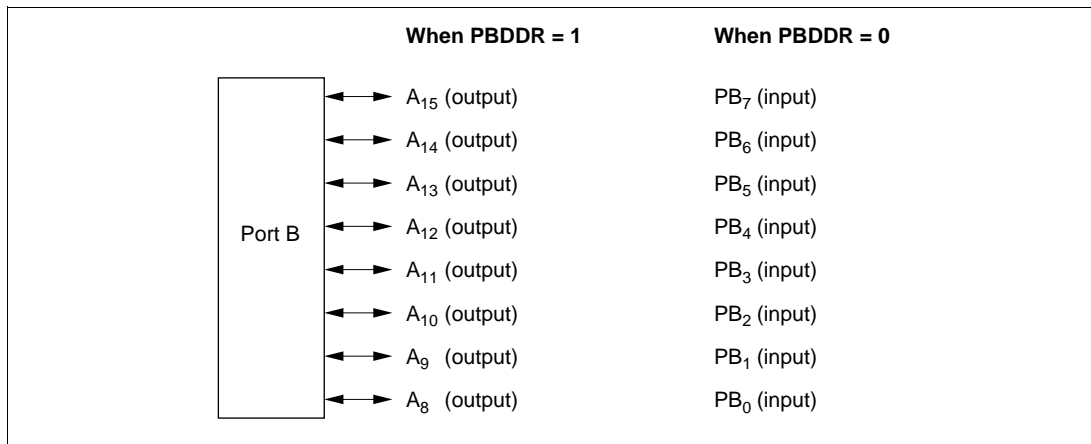 When PBDDR = 1 When PBDDR = 0
A₁₅ (output) PB₇ (input)
A₁₄ (output) PB₆ (input)
A₁₃ (output) PB₅ (input)
Port B A₁₂ (output) PB₄ (input)
A₁₁ (output) PB₃ (input)
A₁₀ (output) PB₂ (input)
A₉ (output) PB₁ (input)
A₈ (output) PB₀ (input)